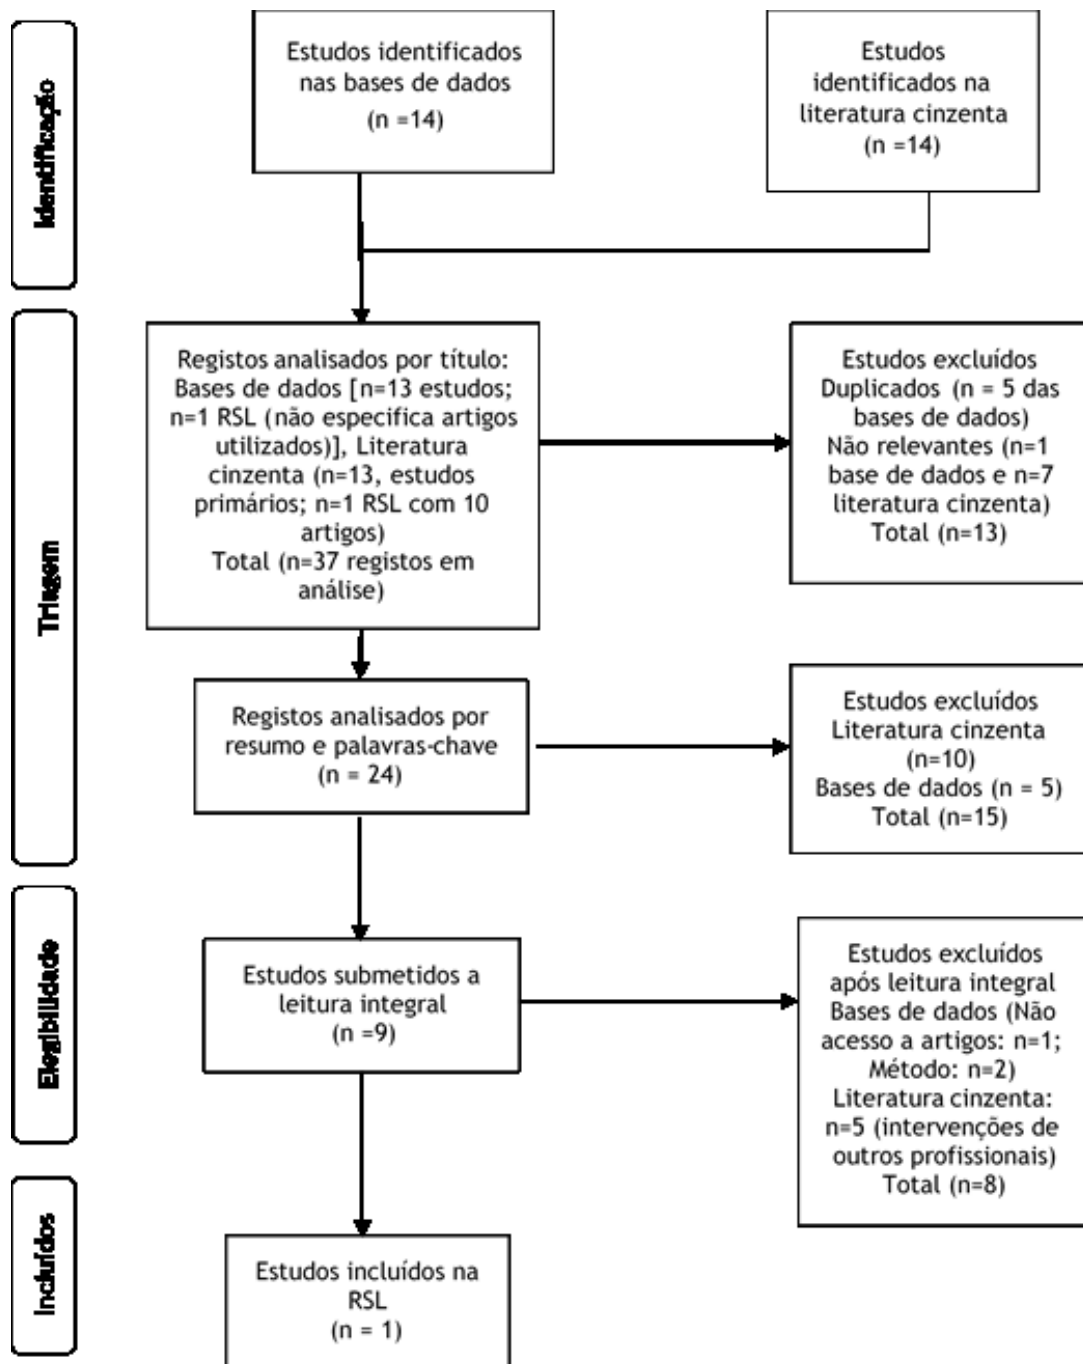 Identificação
Estudos identificados
nas bases de dados
(n =14)
Estudos
identificados na
literatura cinzenta
(n =14)
Triagem
Registos analisados por título:
Bases de dados [n=13 estudos;
n=1 RSL (não especifica artigos
utilizados)], Literatura
cinzenta (n=13, estudos
primários; n=1 RSL com 10
artigos)
Total (n=37 registos em
análise)
Estudos excluídos
Duplicados (n = 5 das
bases de dados)
Não relevantes (n=1
base de dados e n=7
literatura cinzenta)
Total (n=13)
Registos analisados por
resumo e palavras-chave
(n = 24)
Estudos excluídos
Literatura cinzenta
(n=10)
Bases de dados (n = 5)
Total (n=15)
Elegibilidade
Estudos submetidos a
leitura integral
(n =9)
Estudos excluídos
após leitura integral
Bases de dados (Não
acesso a artigos: n=1;
Método: n=2)
Literatura cinzenta:
n=5 (intervenções de
outros profissionais)
Total (n=8)
Incluídos
Estudos incluídos na
RSL
(n = 1)